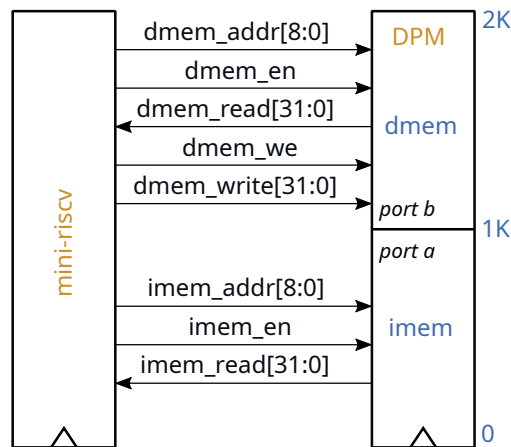 mini-riscv
dmem_addr[8:0]
dmem_en
dmem_read[31:0]
dmem_we
dmem_write[31:0]
imem_addr[8:0]
imem_en
imem_read[31:0]
DPM
dmem
port b
port a
imem
2K
1K
0